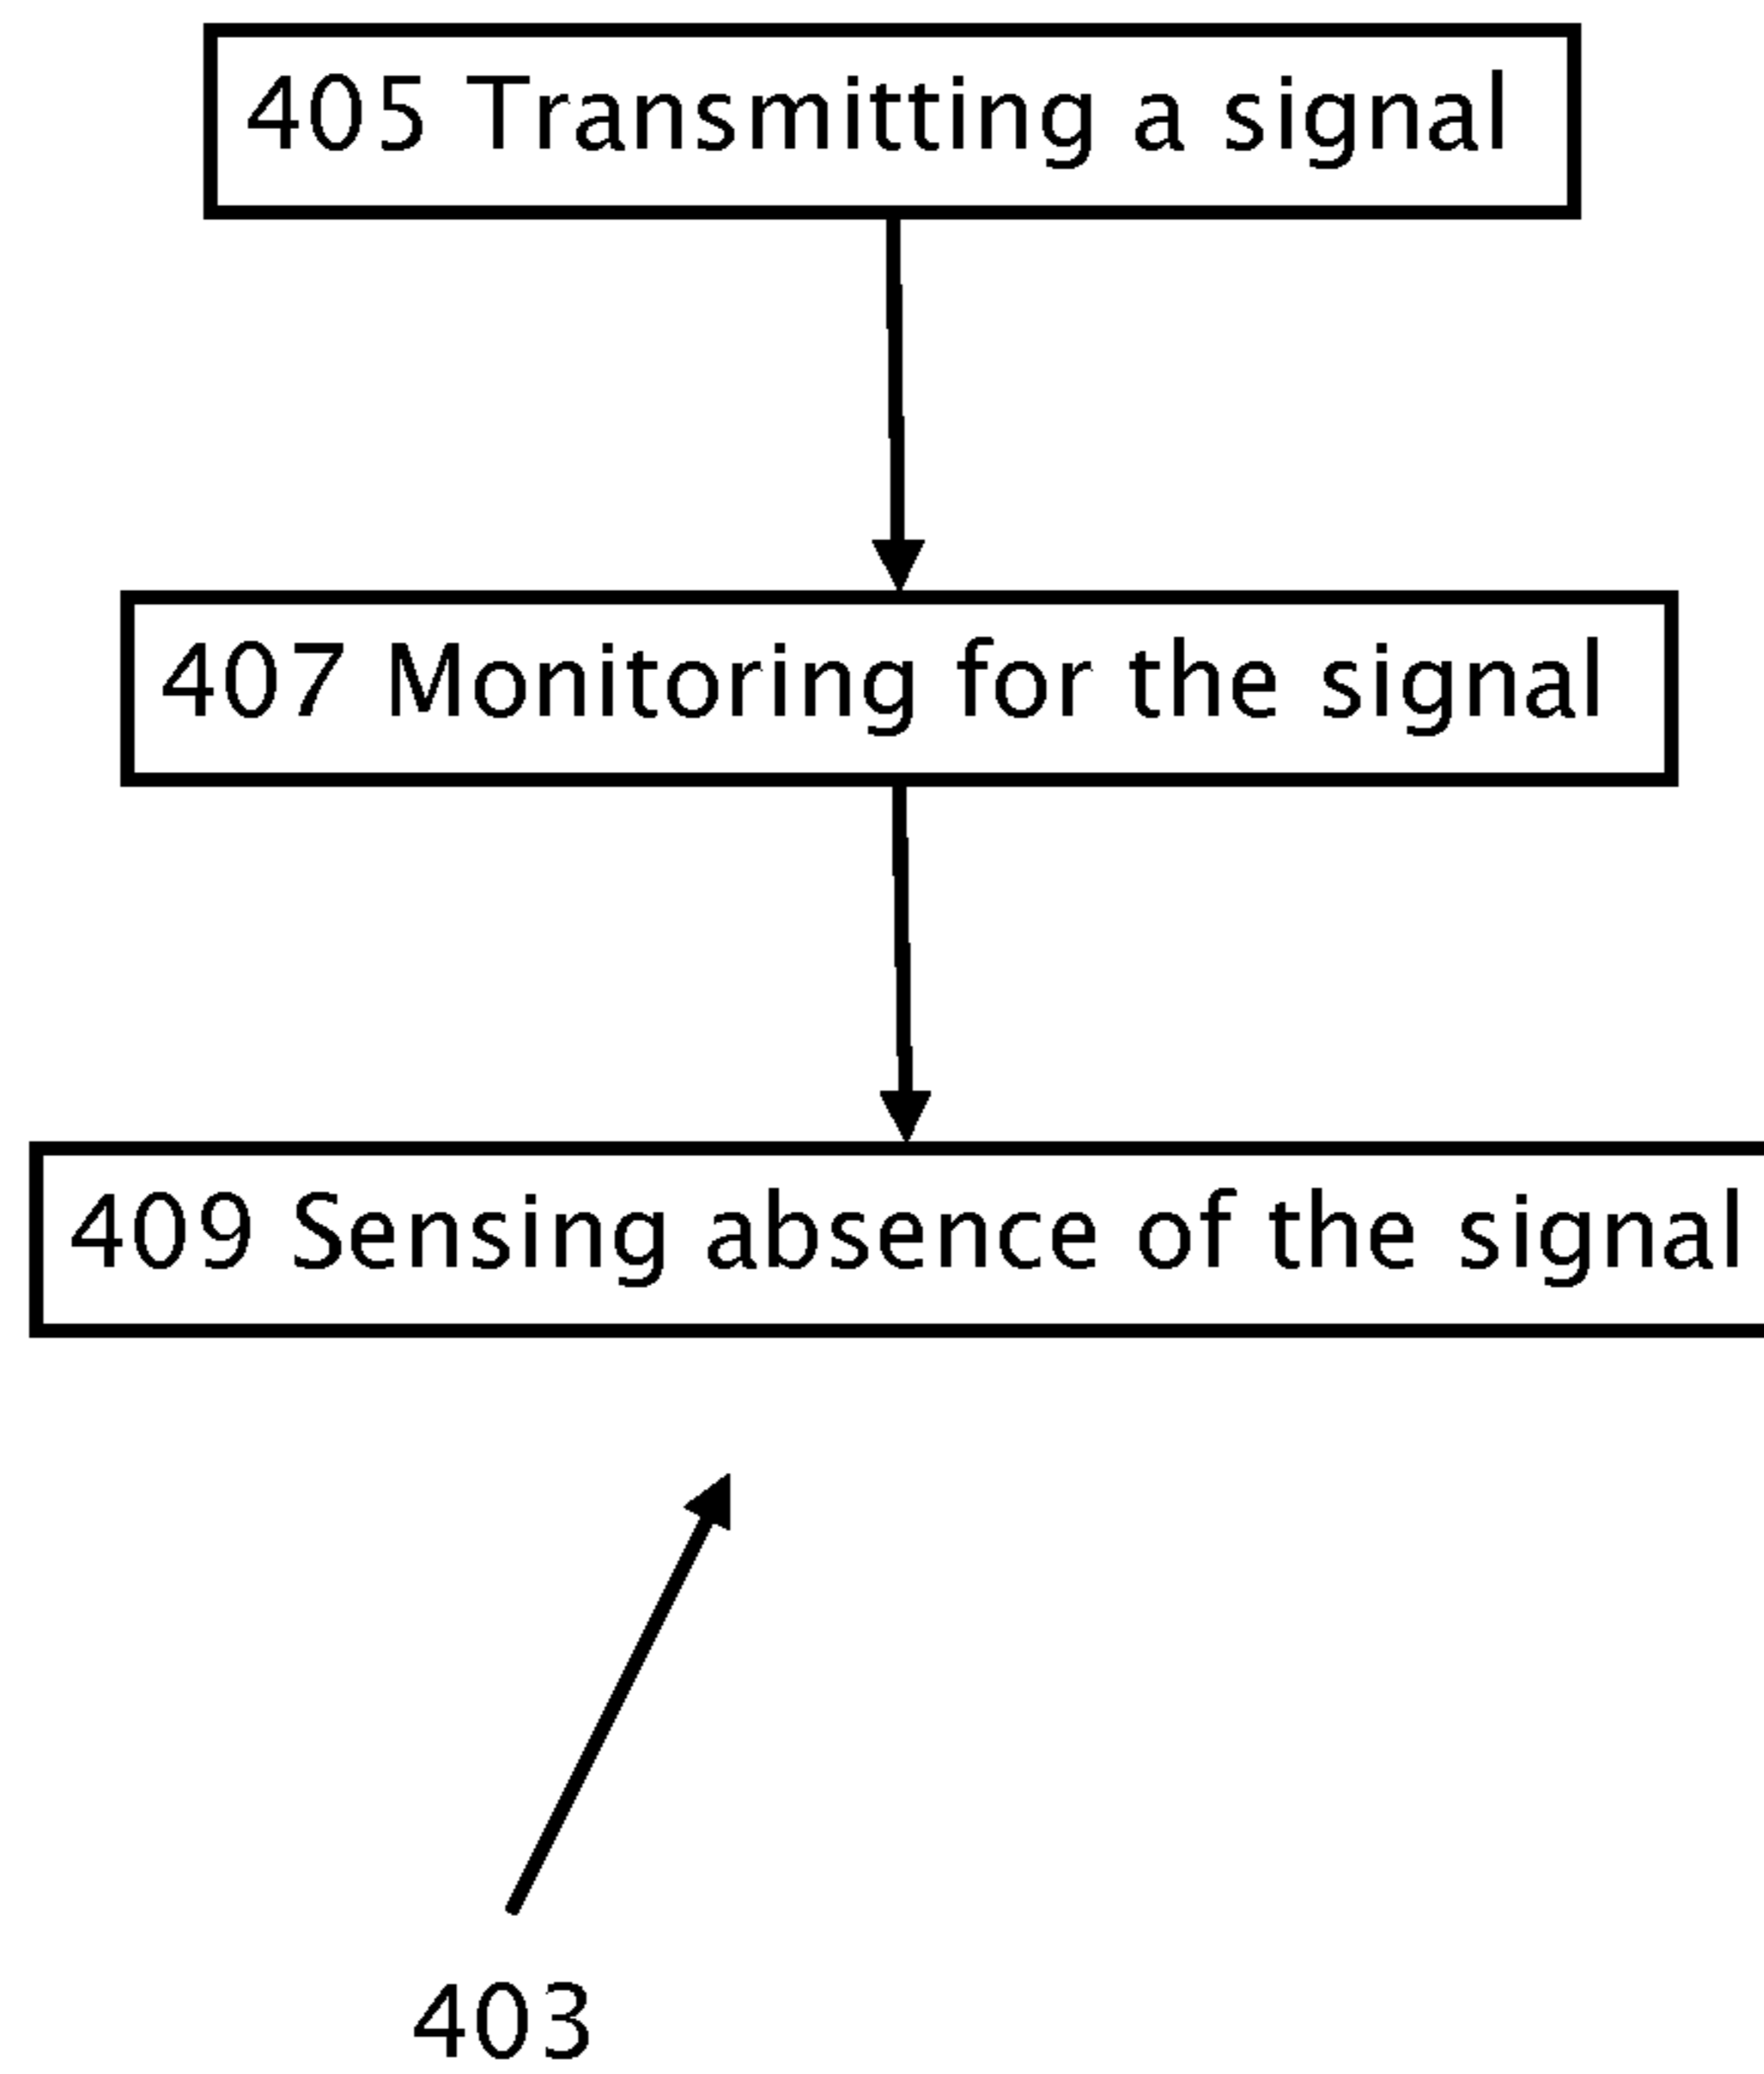 405 Transmitting a signal
407 Monitoring for the signal
409 Sensing absence of the signal
403